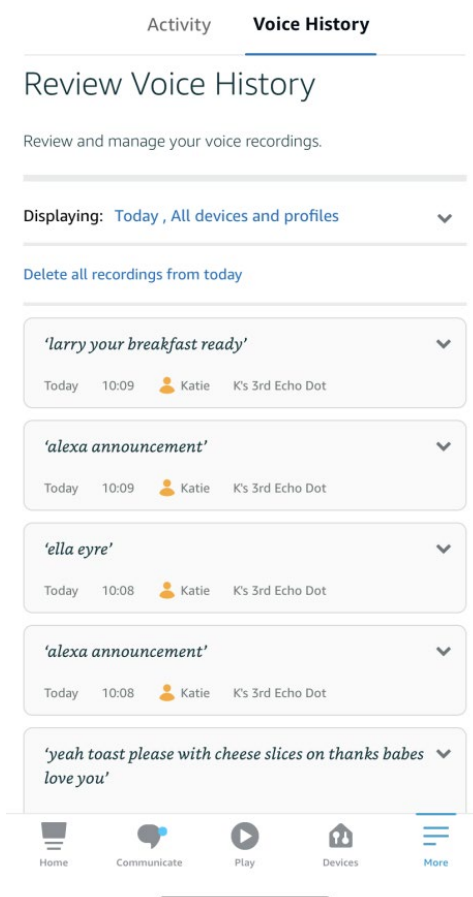 Activity Voice History
Review Voice History
Review and manage your voice recordings.
Displaying: Today , All devices and profiles
Delete all recordings from today
‘larry your breakfast ready’
Today 10:09 Katie K's 3rd Echo Dot
‘alexa announcement’
Today 10:09 Katie K's 3rd Echo Dot
‘ella eyre’
Today 10:08 Katie K's 3rd Echo Dot
‘alexa announcement’
Today 10:08 Katie K's 3rd Echo Dot
‘yeah toast please with cheese slices on thanks babes
love you’
Home Communicate Play Devices More